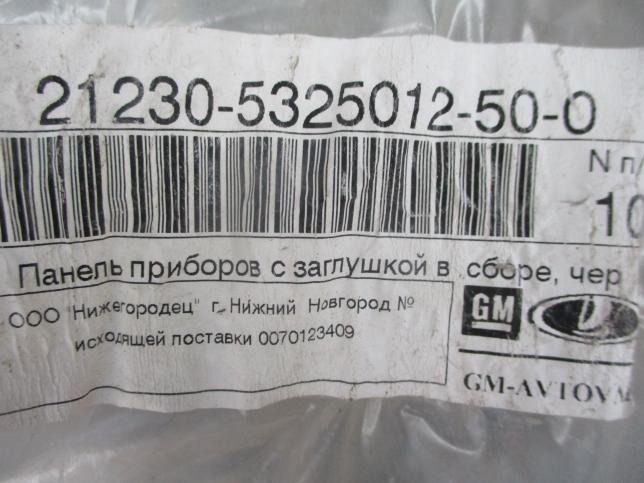 21230-5325012-50-0
N п/
10
Панель приборов с заглушкой в сборе, чер
ООО "Нижегородец" г. Нижний Новгород №
исходящей поставки 0070123409
GM
GM-AVTOVA